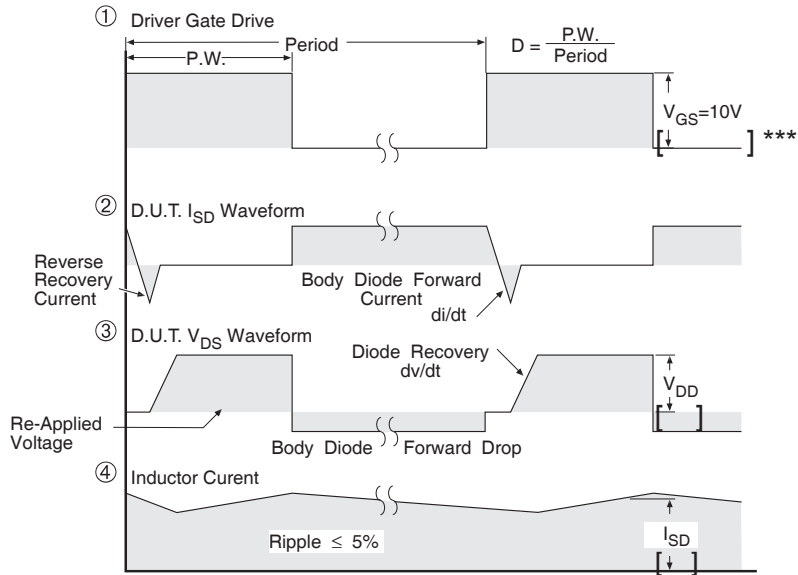 ① Driver Gate Drive
Period
P.W.
D = P.W. / Period
V_GS=10V
[ ] ***
② D.U.T. I_SD Waveform
Reverse
Recovery
Current
Body Diode Forward
Current
di/dt
③ D.U.T. V_DS Waveform
Diode Recovery
dv/dt
V_DD
[ ]
Re-Applied
Voltage
Body Diode Forward Drop
④ Inductor Curent
Ripple ≤ 5%
I_SD
[ ]